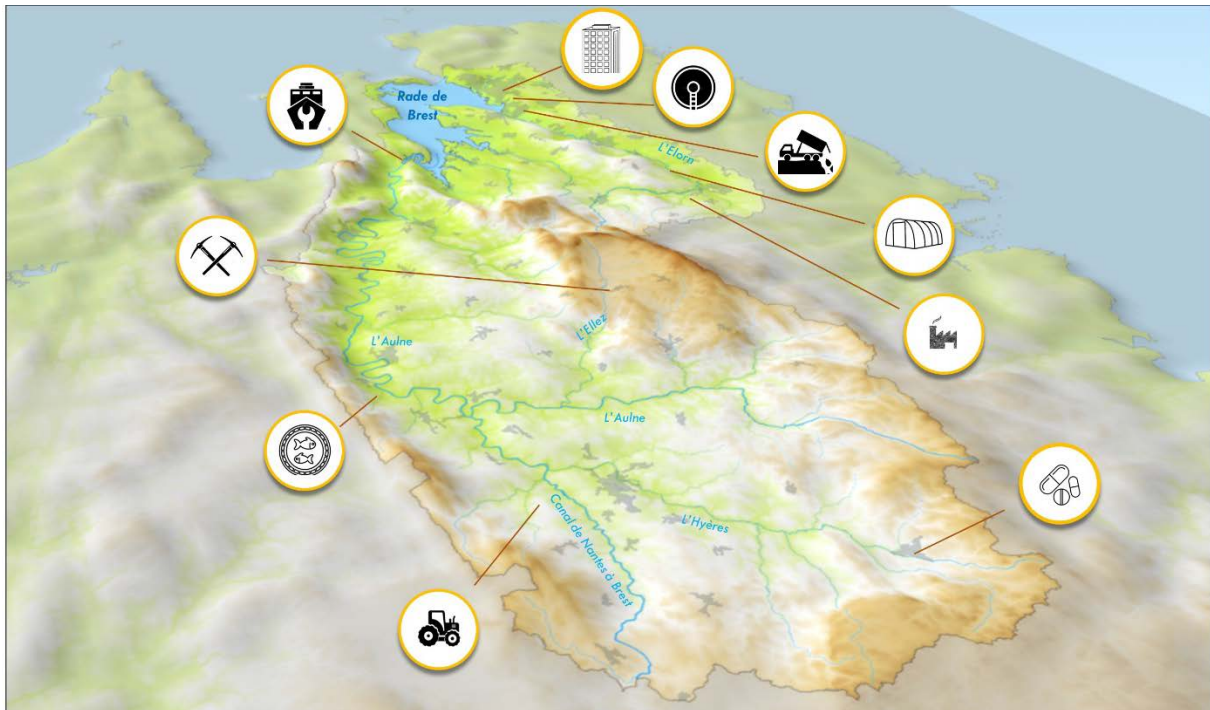 Rade de
Brest
L'Elorn
L'Ellez
L'Aulne
L'Aulne
L'Hyères
Canal de Nantes à Brest